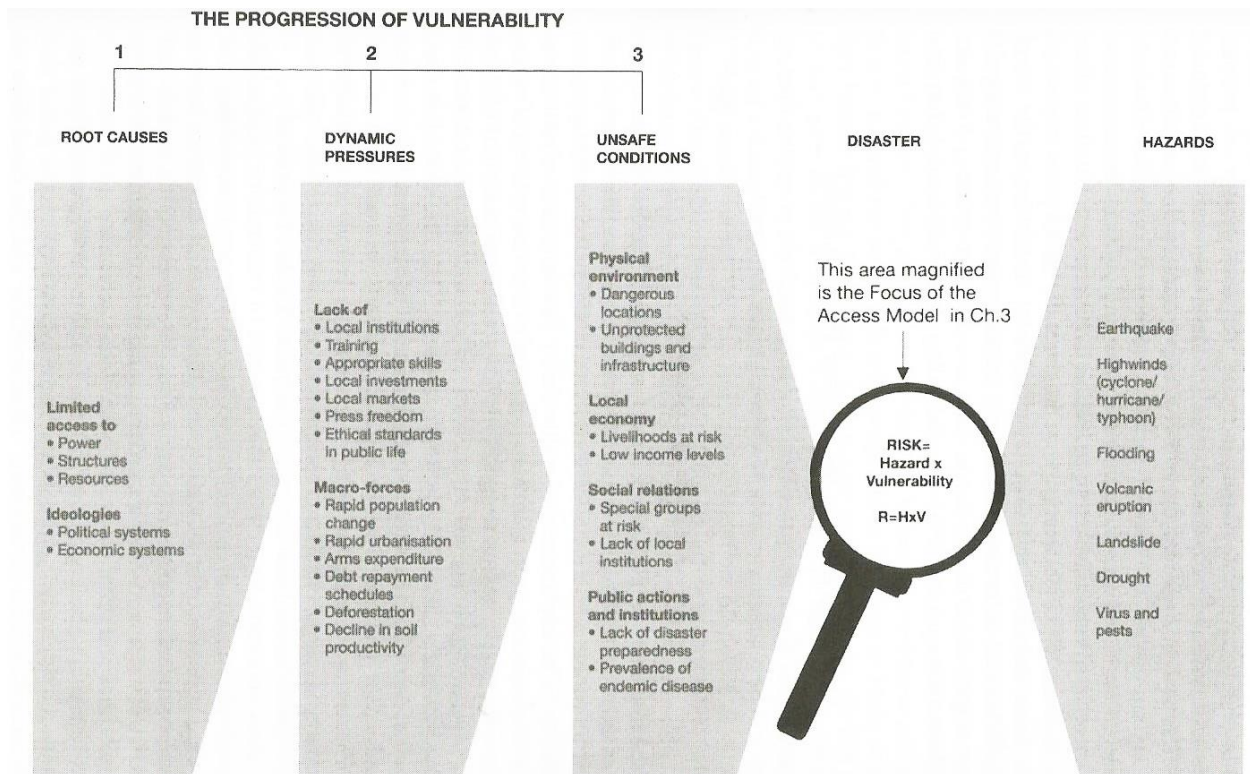 THE PROGRESSION OF VULNERABILITY
1
2
3
ROOT CAUSES
DYNAMIC
PRESSURES
UNSAFE
CONDITIONS
DISASTER
HAZARDS
Limited
access to
• Power
• Structures
• Resources
Ideologies
• Political systems
• Economic systems
Lack of
• Local institutions
• Training
• Appropriate skills
• Local investments
• Local markets
• Press freedom
• Ethical standards
in public life
Macro-forces
• Rapid population
change
• Rapid urbanisation
• Arms expenditure
• Debt repayment
schedules
• Deforestation
• Decline in soil
productivity
Physical
environment
• Dangerous
locations
• Unprotected
buildings and
infrastructure
Local
economy
• Livelihoods at risk
• Low income levels
Social relations
• Special groups
at risk
• Lack of local
institutions
Public actions
and institutions
• Lack of disaster
preparedness
• Prevalence of
endemic disease
This area magnified
is the Focus of the
Access Model in Ch.3
RISK=
Hazard x
Vulnerability
R=HxV
Earthquake
Highwinds
(cyclone/
hurricane/
typhoon)
Flooding
Volcanic
eruption
Landslide
Drought
Virus and
pests